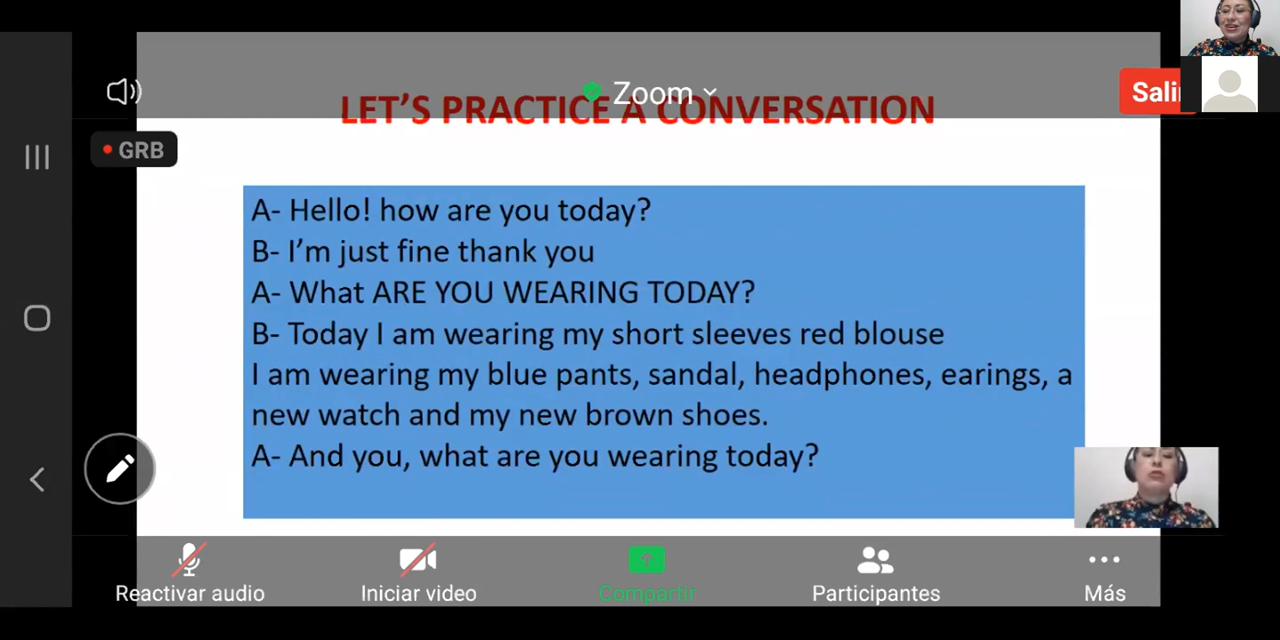 Zoom
Sali
LET'S PRACTICE A CONVERSATION
GRB
A- Hello! how are you today?
B- I'm just fine thank you
A- What ARE YOU WEARING TODAY?
B- Today I am wearing my short sleeves red blouse
I am wearing my blue pants, sandal, headphones, earings, a
new watch and my new brown shoes.
A- And you, what are you wearing today?
Reactivar audio
Iniciar video
Compartir
Participantes
Más